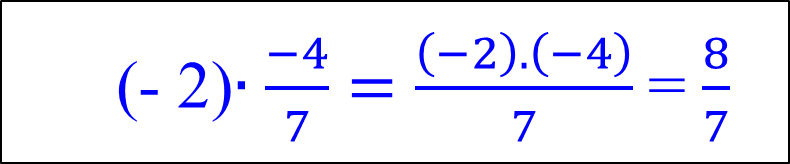 (- 2)· −4/7 = (−2).(−4)/7 = 8/7